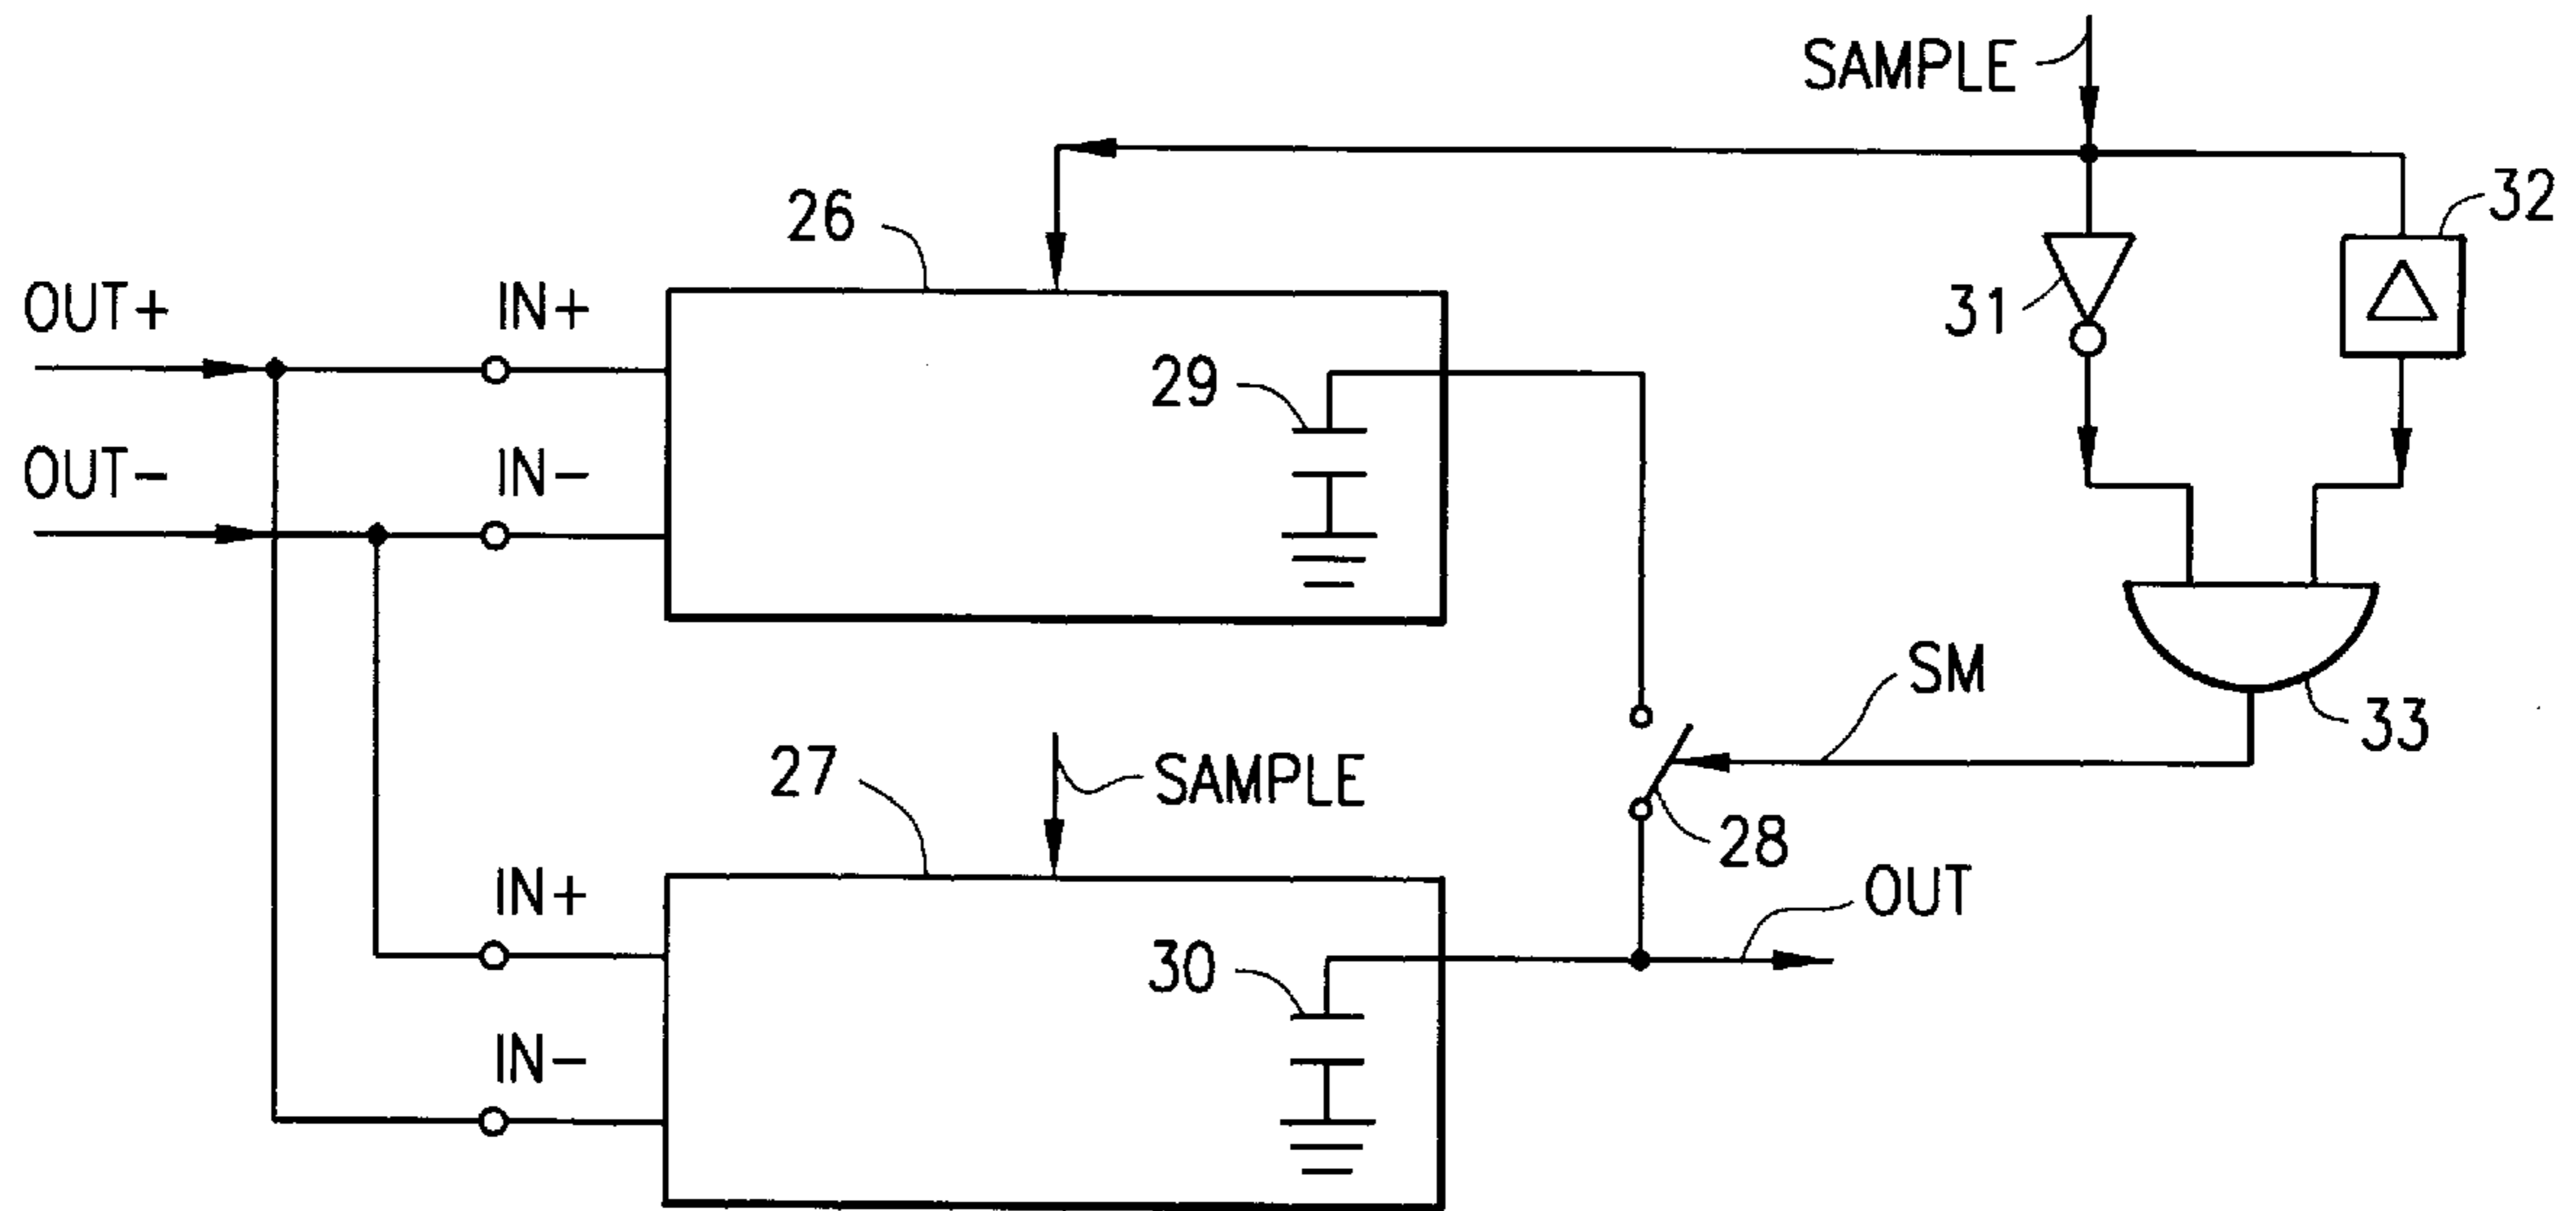 SAMPLE
32
26
31
OUT+
IN+
29
OUT-
IN-
SM
33
27
SAMPLE
28
IN+
OUT
30
IN-